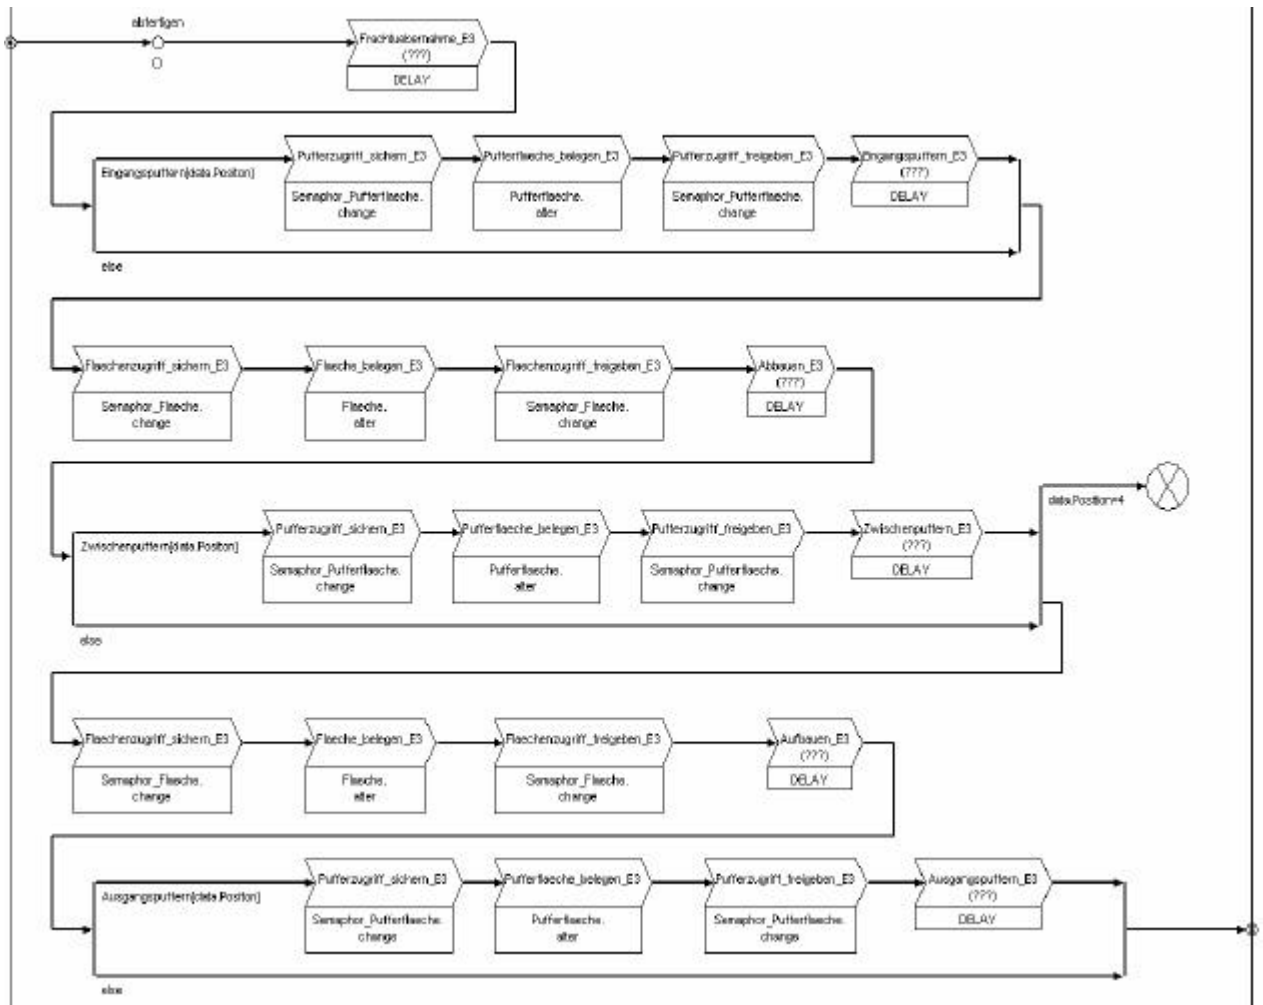 abfertigen
Frachtuebernahme_E3
(???)
DELAY
Pufferzugriff_sichern_E3
Pufferflaeche_belegen_E3
Pufferzugriff_freigeben_E3
Eingangspuffern_E3
(???)
Eingangspuffern[data.Position]
Semaphor_Pufferflaeche.
change
Pufferflaeche.
alter
Semaphor_Pufferflaeche.
change
DELAY
else
Flaechenzugriff_sichern_E3
Flaeche_belegen_E3
Flaechenzugriff_freigeben_E3
Abbauen_E3
(???)
Semaphor_Flaeche.
change
Flaeche.
alter
Semaphor_Flaeche.
change
DELAY
data.Position=4
Pufferzugriff_sichern_E3
Pufferflaeche_belegen_E3
Pufferzugriff_freigeben_E3
Zwischenpuffern_E3
(???)
Zwischenpuffern[data.Position]
Semaphor_Pufferflaeche.
change
Pufferflaeche.
alter
Semaphor_Pufferflaeche.
change
DELAY
else
Flaechenzugriff_sichern_E3
Flaeche_belegen_E3
Flaechenzugriff_freigeben_E3
Aufbauen_E3
(???)
Semaphor_Flaeche.
change
Flaeche.
alter
Semaphor_Flaeche.
change
DELAY
Pufferzugriff_sichern_E3
Pufferflaeche_belegen_E3
Pufferzugriff_freigeben_E3
Ausgangspuffern_E3
(???)
Ausgangspuffern[data.Position]
Semaphor_Pufferflaeche.
change
Pufferflaeche.
alter
Semaphor_Pufferflaeche.
change
DELAY
else